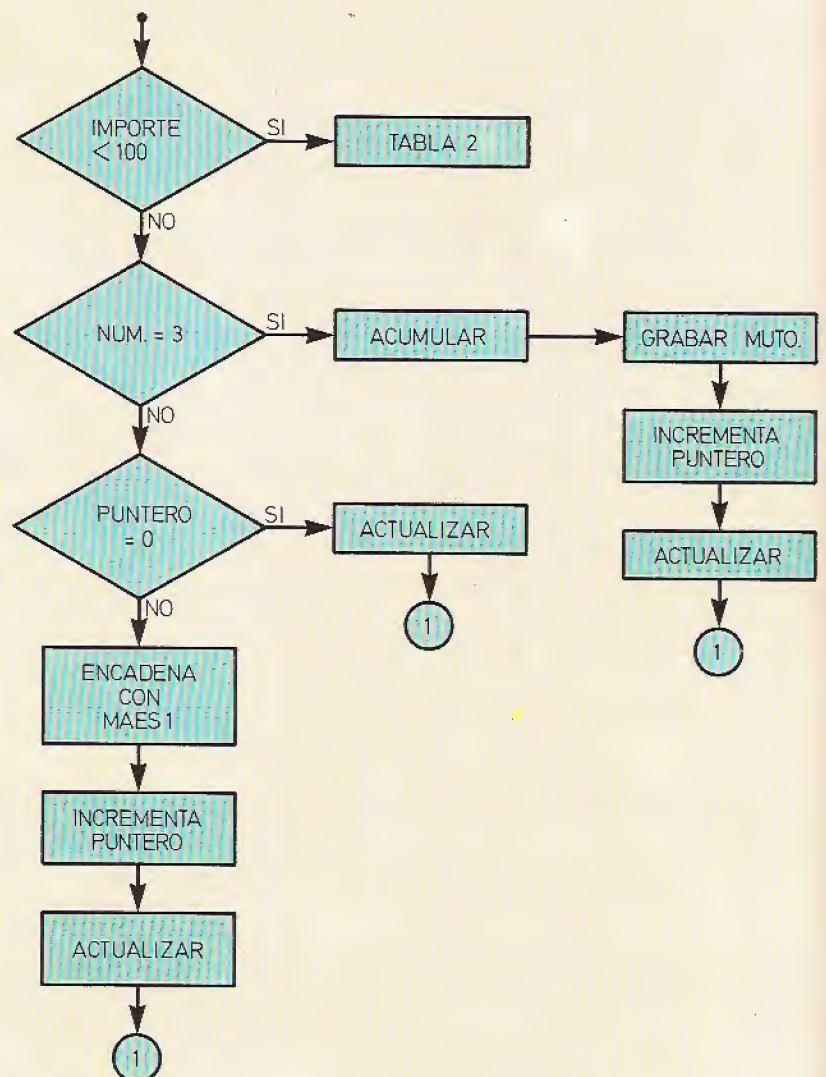 IMPORTE
< 100
SI
TABLA 2
NO
NUM. = 3
SI
ACUMULAR
GRABAR MUTO.
INCREMENTA
PUNTERO
ACTUALIZAR
1
NO
PUNTERO
= 0
SI
ACTUALIZAR
1
NO
ENCADENA
CON
MAES 1
INCREMENTA
PUNTERO
ACTUALIZAR
1